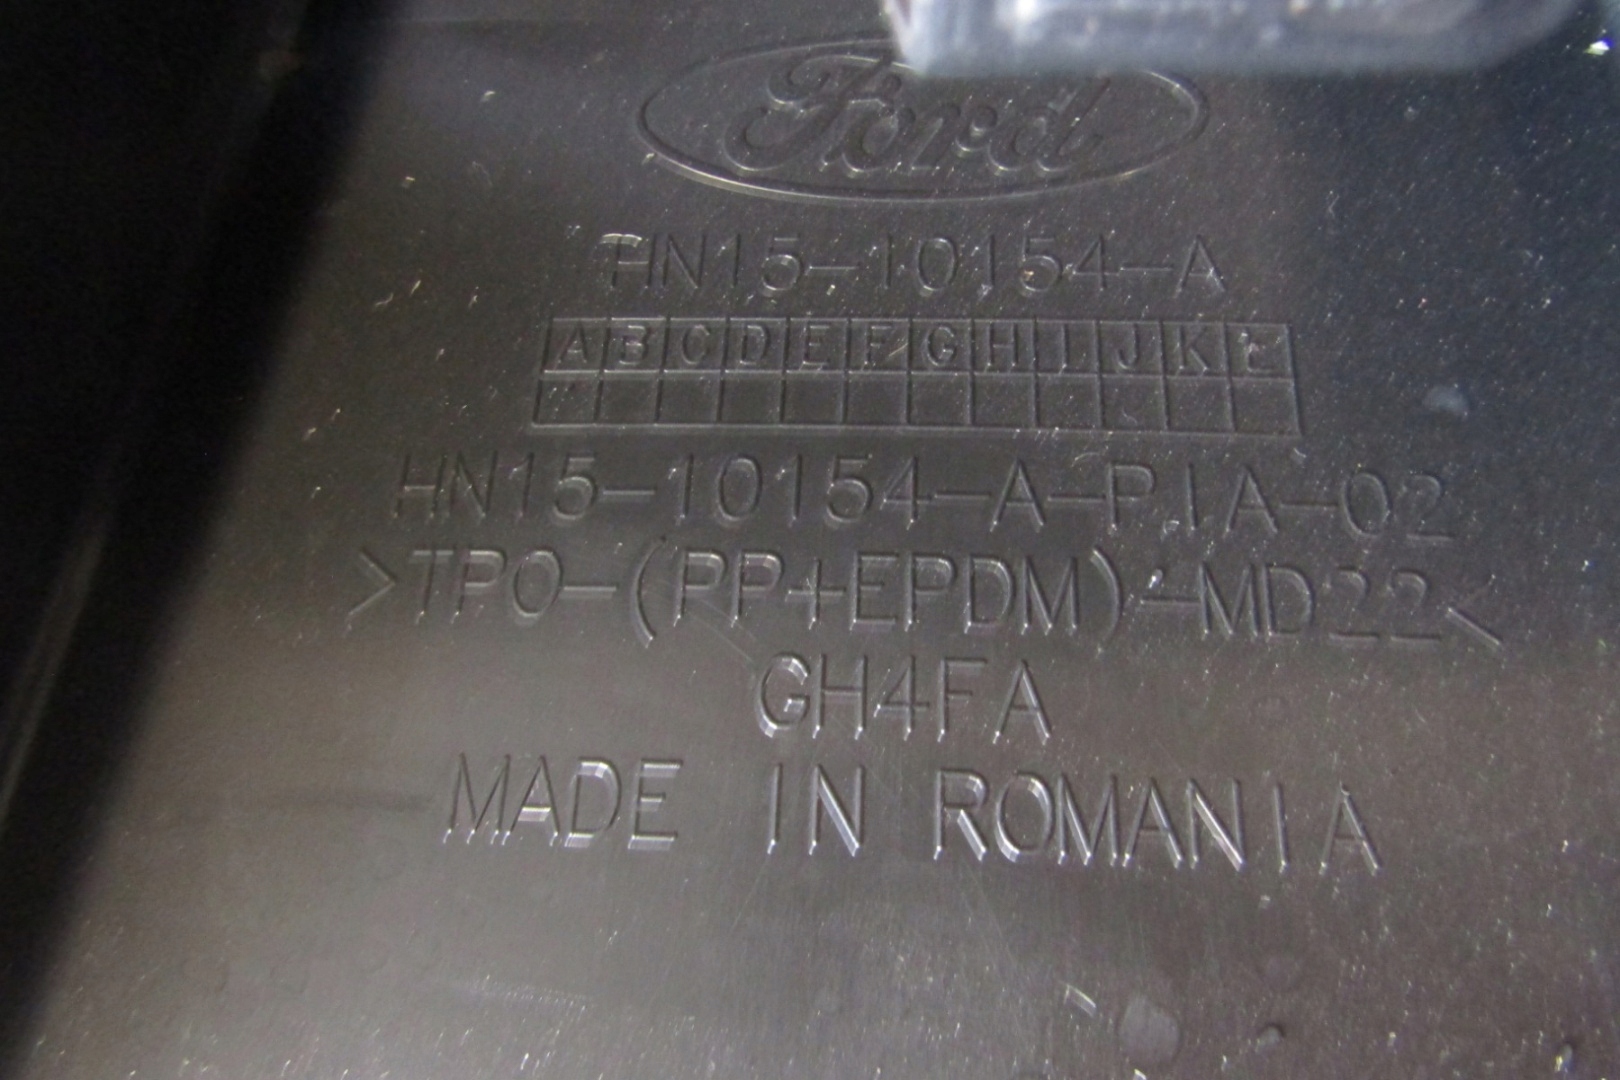 Ford
HN15-10154-A
A B C D E F G H I J K L
HN15-10154-A-PIA-02
>TPO-(PP+EPDM)-MD22<
GH4FA
MADE IN ROMANIA